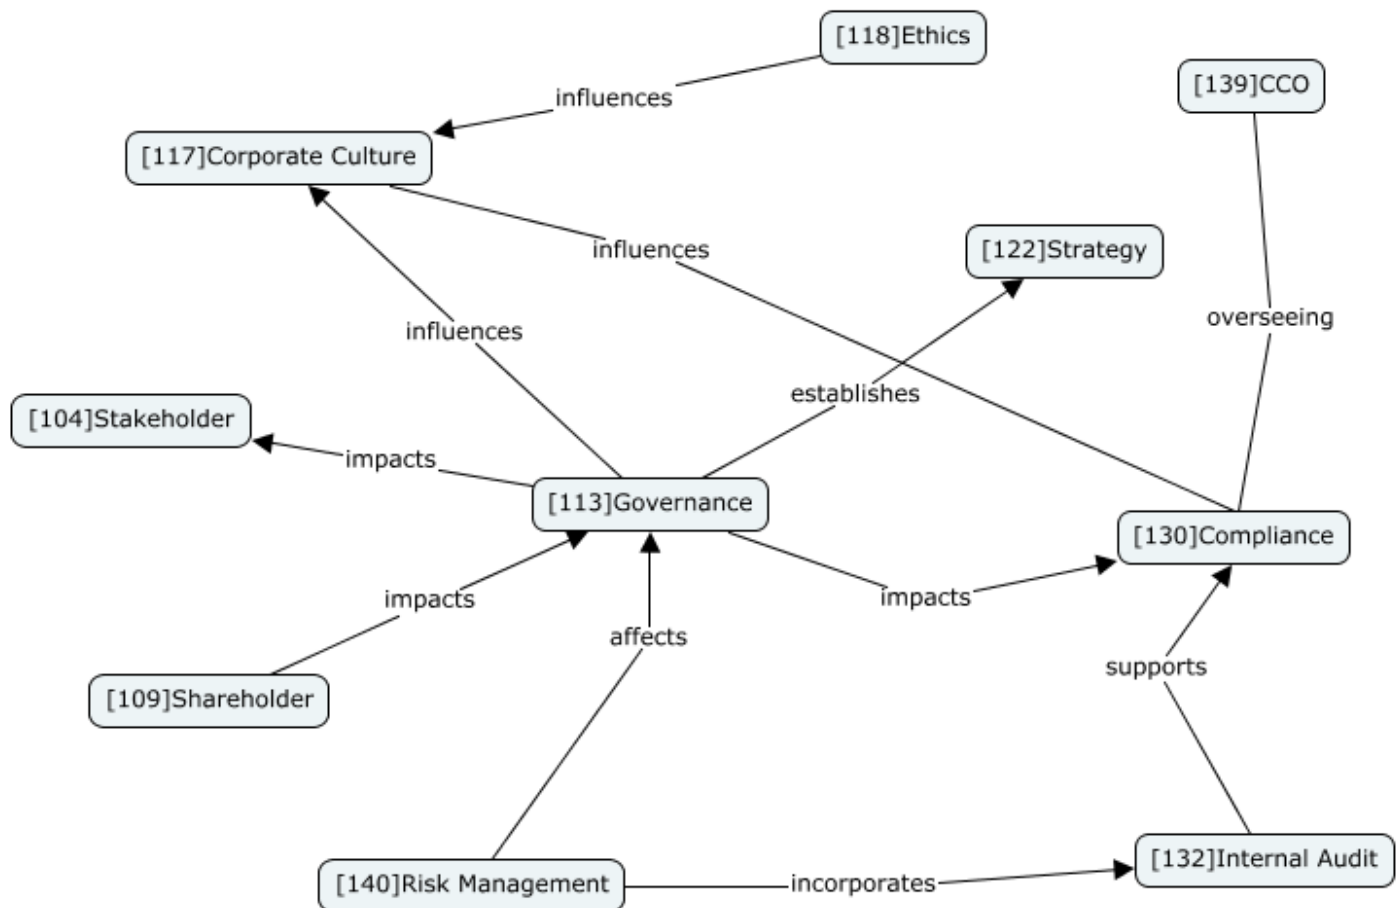 [118]Ethics
[139]CCO
influences
[117]Corporate Culture
influences
[122]Strategy
overseeing
influences
establishes
[104]Stakeholder
impacts
[113]Governance
[130]Compliance
impacts
impacts
affects
supports
[109]Shareholder
[132]Internal Audit
[140]Risk Management
incorporates